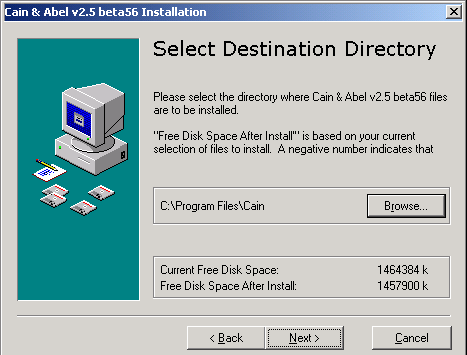 Cain & Abel v2.5 beta56 Installation
Select Destination Directory
Please select the directory where Cain & Abel v2.5 beta56 files
are to be installed.
"Free Disk Space After Install" is based on your current
selection of files to install. A negative number indicates that
C:\Program Files\Cain
Browse...
Current Free Disk Space: 1464384 k
Free Disk Space After Install: 1457900 k
< Back
Next >
Cancel